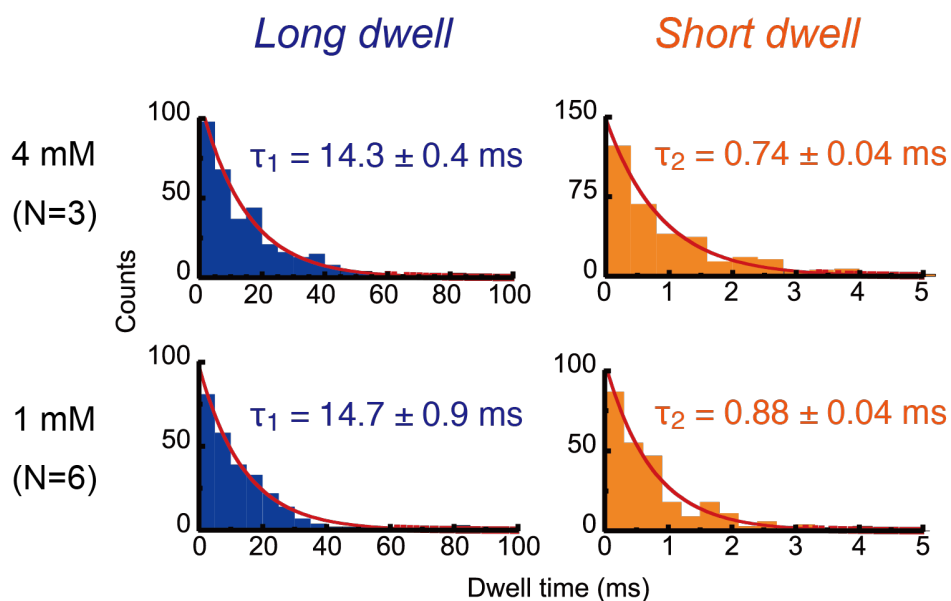 Long dwell
Short dwell
4 mM
(N=3)
100
50
0
τ1 = 14.3 ± 0.4 ms
0 20 40 60 80 100
150
75
0
τ2 = 0.74 ± 0.04 ms
0 1 2 3 4 5
Counts
1 mM
(N=6)
100
50
0
τ1 = 14.7 ± 0.9 ms
0 20 40 60 80 100
100
50
0
τ2 = 0.88 ± 0.04 ms
0 1 2 3 4 5
Dwell time (ms)